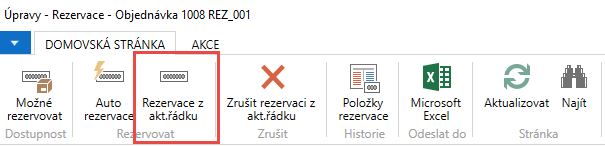 Úpravy - Rezervace - Objednávka 1008 REZ_001
DOMOVSKÁ STRÁNKA AKCE
Možné rezervovat
Auto rezervace
Rezervace z akt.řádku
Zrušit rezervaci z akt.řádku
Položky rezervace
Microsoft Excel
Aktualizovat
Najít
Dostupnost
Rezervovat
Zrušit
Historie
Odeslat do
Stránka